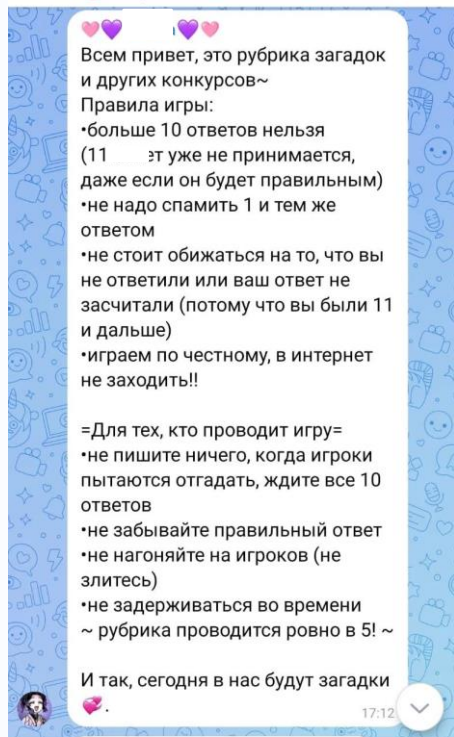 🩷💜 💜🩷
Всем привет, это рубрика загадок
и других конкурсов~
Правила игры:
•больше 10 ответов нельзя
(11 уже не принимается,
даже если он будет правильным)
•не надо спамить 1 и тем же
ответом
•не стоит обижаться на то, что вы
не ответили или ваш ответ не
засчитали (потому что вы были 11
и дальше)
•играем по честному, в интернет
не заходить!!
=Для тех, кто проводит игру=
•не пишите ничего, когда игроки
пытаются отгадать, ждите все 10
ответов
•не забывайте правильный ответ
•не нагоняйте на игроков (не
злитесь)
•не задерживаться во времени
~ рубрика проводится ровно в 5! ~
И так, сегодня в нас будут загадки
💞.
17:12